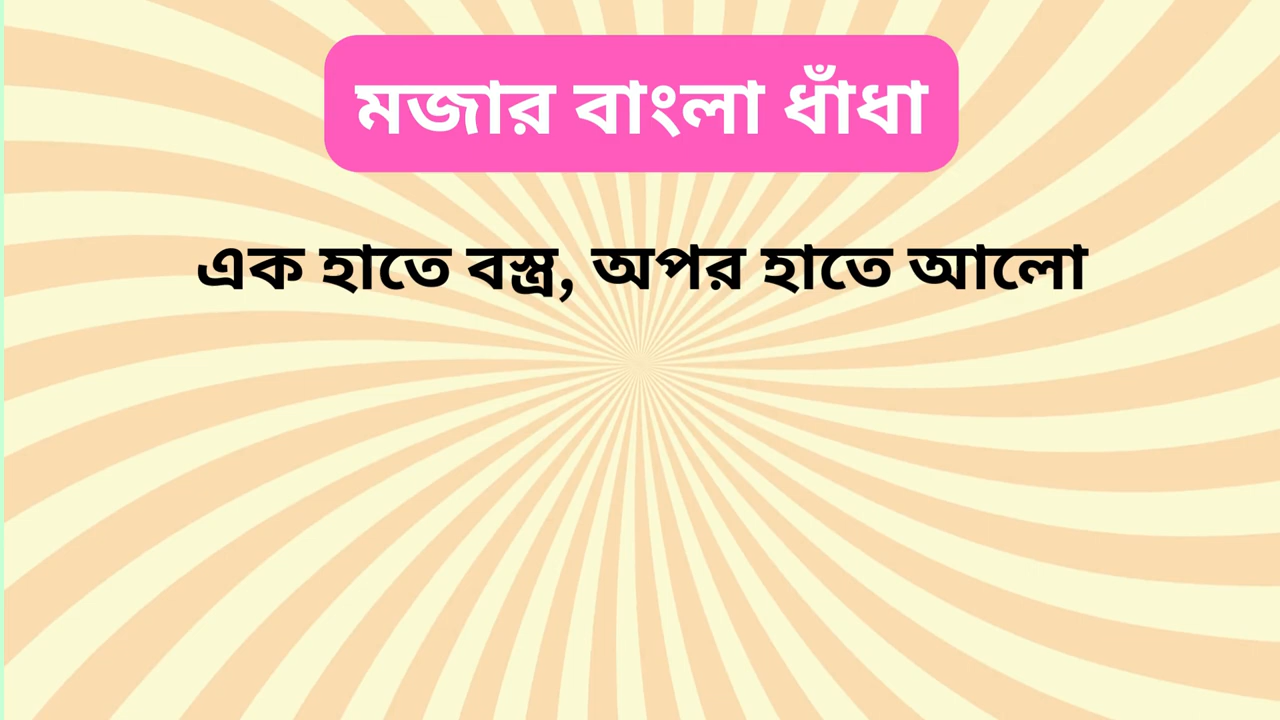 মজার বাংলা ধাঁধা
এক হাতে বস্ত্র, অপর হাতে আলো